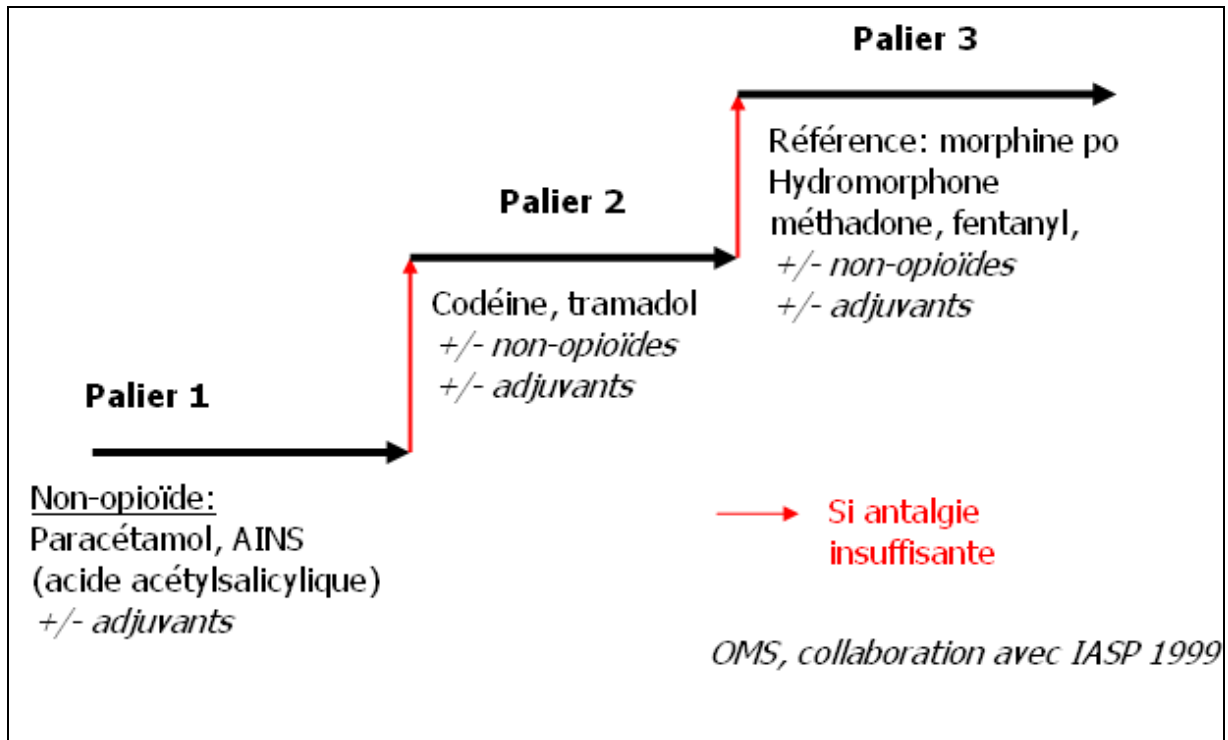 Palier 3
Référence: morphine po
Hydromorphone
méthadone, fentanyl,
+/- non-opioïdes
+/- adjuvants
Palier 2
Codéine, tramadol
+/- non-opioïdes
+/- adjuvants
Palier 1
Non-opioïde:
Paracétamol, AINS
(acide acétylsalicylique)
+/- adjuvants
Si antalgie
insuffisante
OMS, collaboration avec IASP 1999